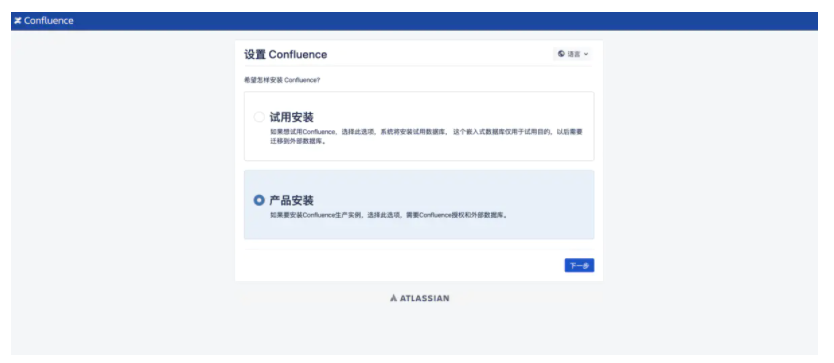 Confluence
设置 Confluence
语言
希望怎样安装 Confluence?
试用安装
如果想试用Confluence，选择此选项，系统将安装试用数据库， 这个嵌入式数据库仅用于试用目的，以后需要
迁移到外部数据库。
产品安装
如果要安装Confluence生产实例，选择此选项，需要Confluence授权和外部数据库。
下一步
ATLASSIAN